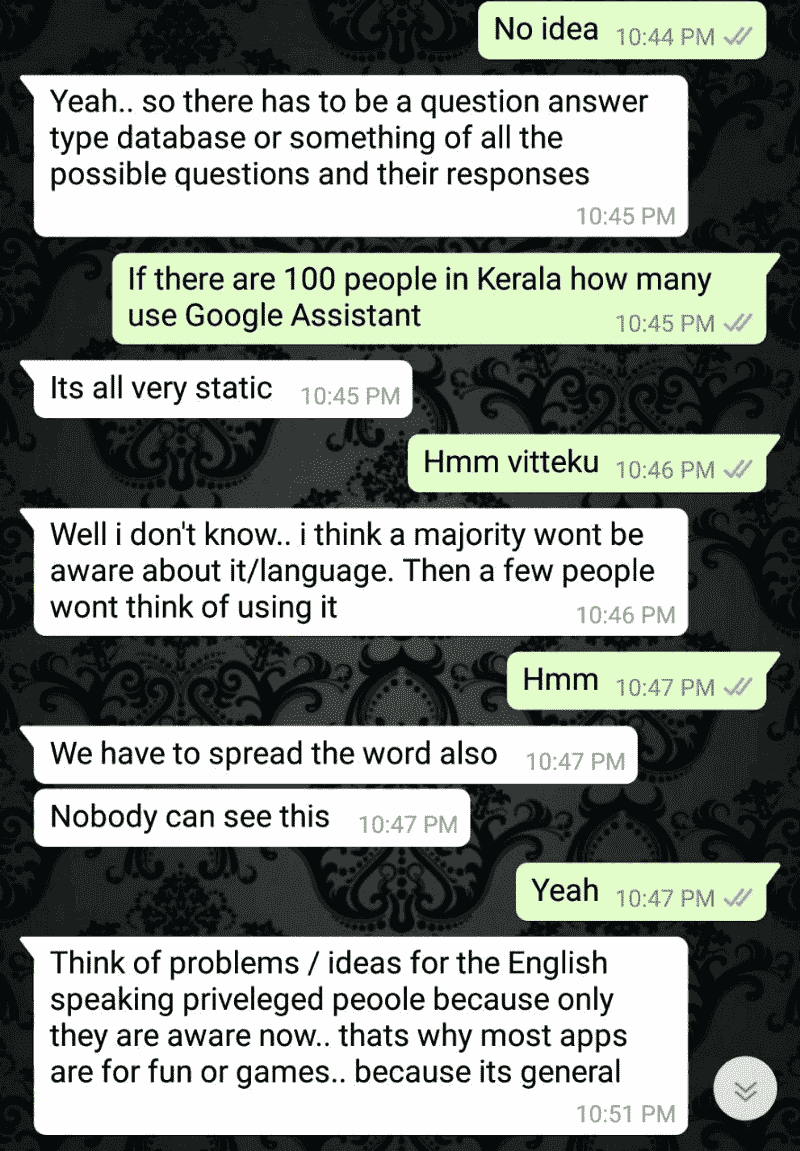 No idea 10:44 PM
Yeah.. so there has to be a question answer
type database or something of all the
possible questions and their responses
10:45 PM
If there are 100 people in Kerala how many
use Google Assistant 10:45 PM
Its all very static 10:45 PM
Hmm vitteku 10:46 PM
Well i don't know.. i think a majority wont be
aware about it/language. Then a few people
wont think of using it 10:46 PM
Hmm 10:47 PM
We have to spread the word also 10:47 PM
Nobody can see this 10:47 PM
Yeah 10:47 PM
Think of problems / ideas for the English
speaking priveleged peoole because only
they are aware now.. thats why most apps
are for fun or games.. because its general
10:51 PM